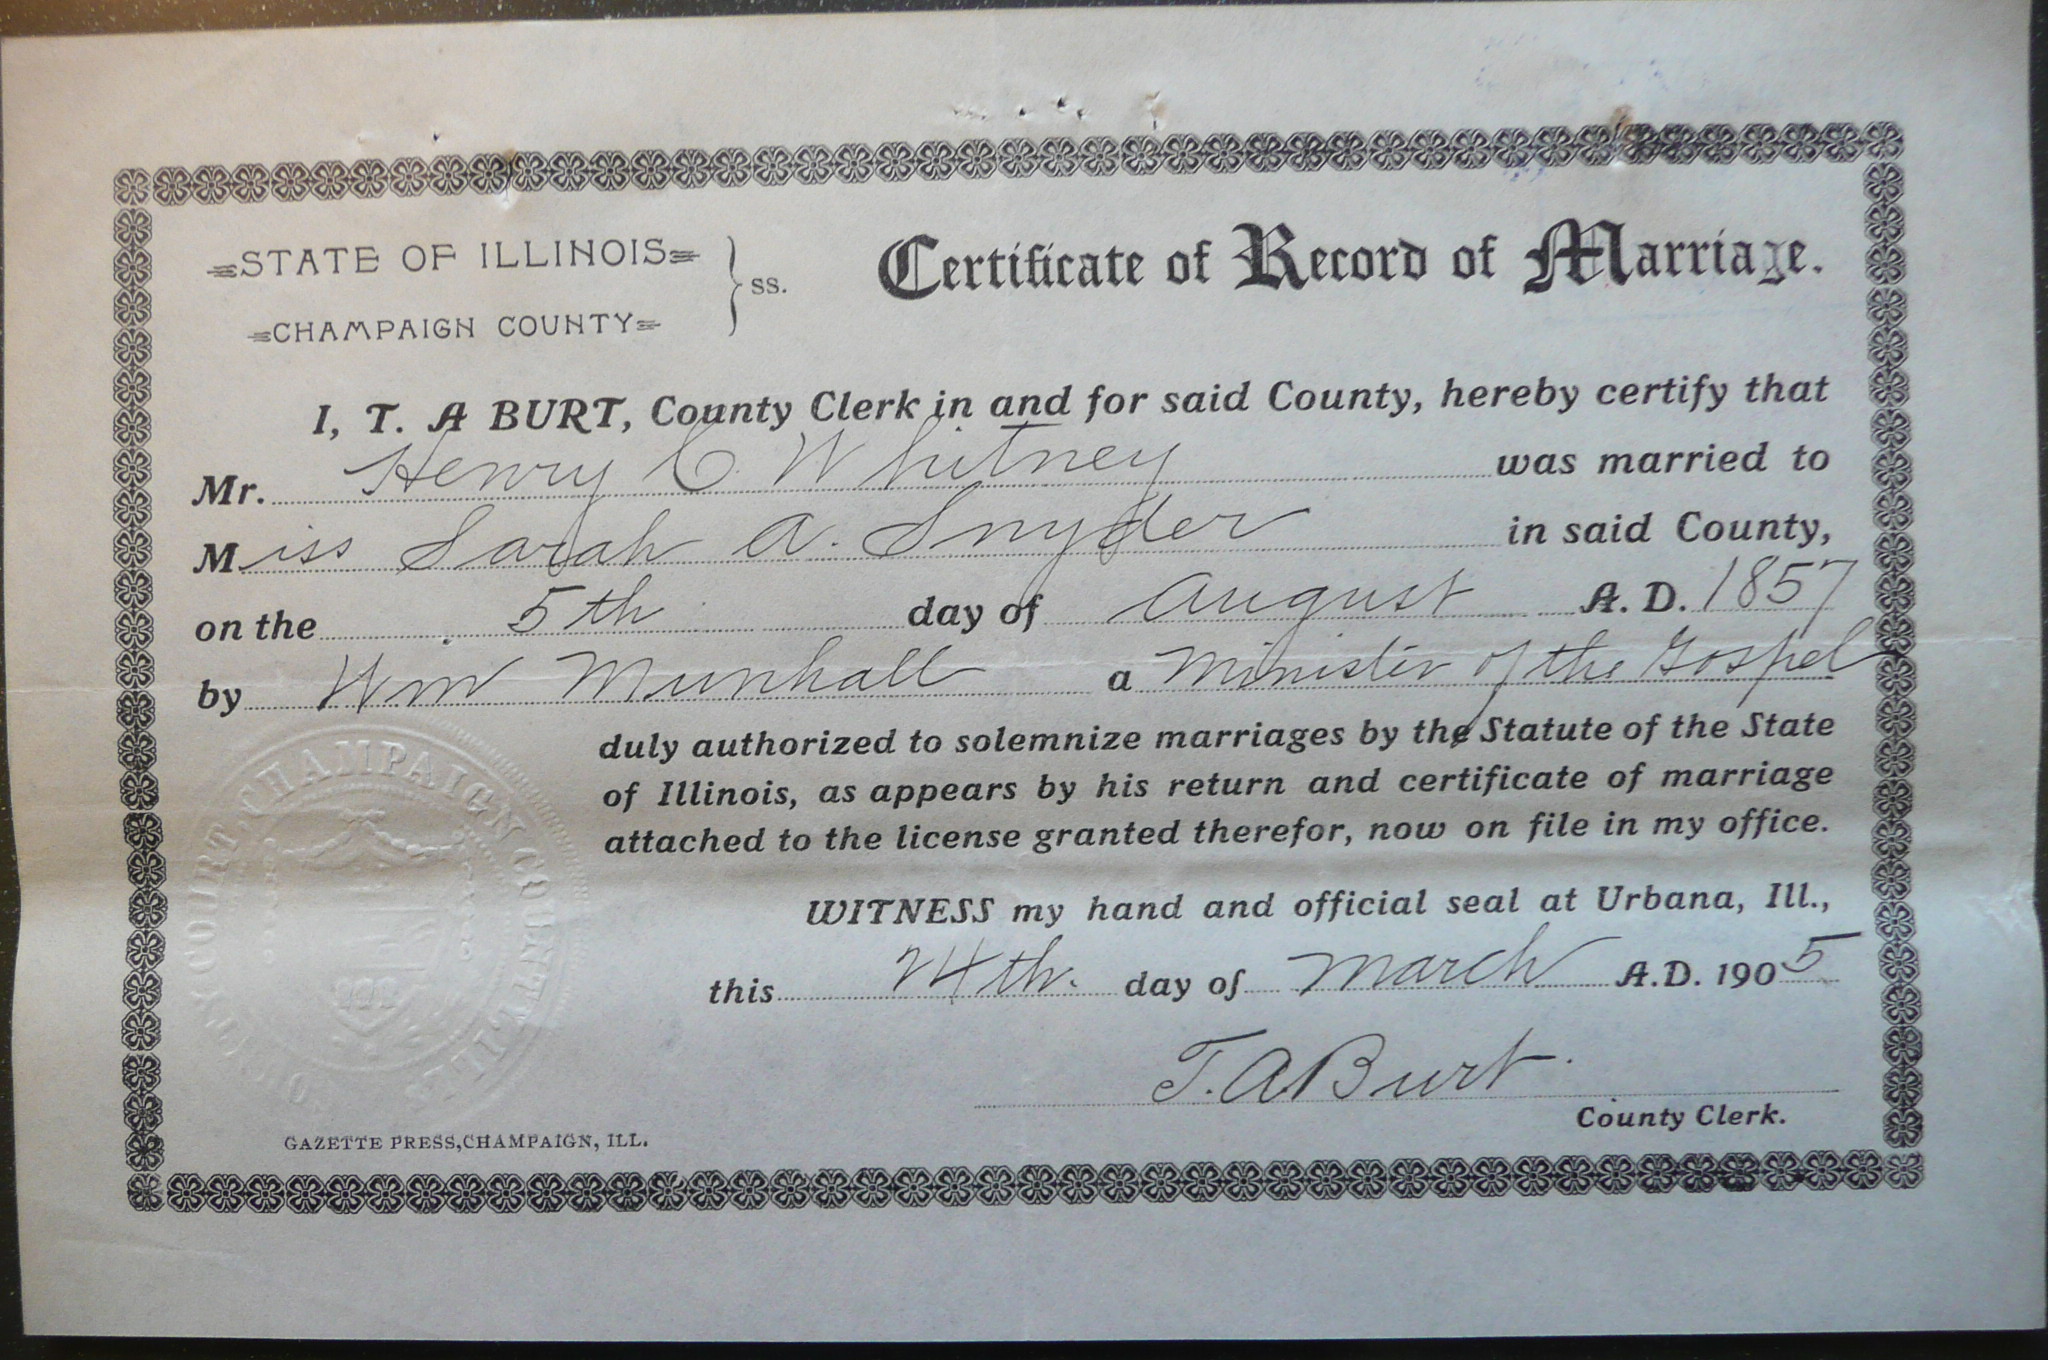 STATE OF ILLINOIS
CHAMPAIGN COUNTY
ss.
Certificate of Record of Marriage.
I, T. A BURT, County Clerk in and for said County, hereby certify that
Mr. Henry C. Whitney was married to
Miss Sarah A. Snyder in said County,
on the 5th day of August A. D. 1857
by Wm Munhall a Minister of the Gospel
duly authorized to solemnize marriages by the Statute of the State
of Illinois, as appears by his return and certificate of marriage
attached to the license granted therefor, now on file in my office.
WITNESS my hand and official seal at Urbana, Ill.,
this 24th. day of March A.D. 1905
T. A Burt.
County Clerk.
GAZETTE PRESS, CHAMPAIGN, ILL.
COURT, CHAMPAIGN COUNTY